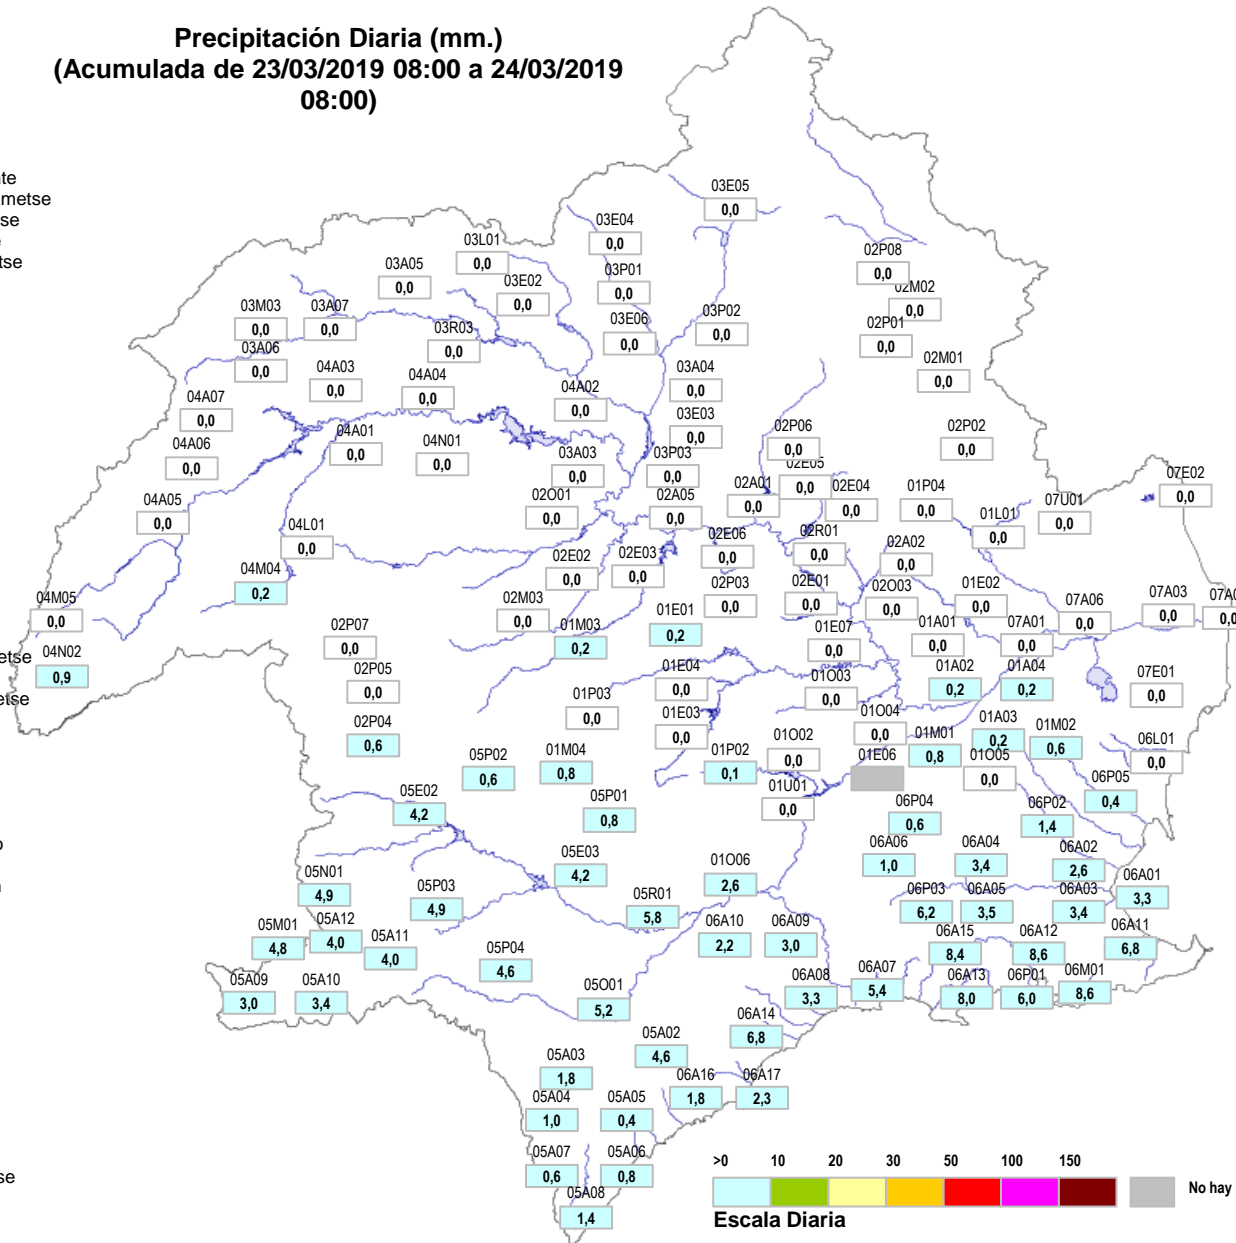 Precipitación Diaria (mm.)
(Acumulada de 23/03/2019 08:00 a 24/03/2019
08:00)
te
metse
se
e
tse
03E05
0,0
03E04
0,0
03L01
0,0
02P08
0,0
03A05
0,0
03P01
0,0
03E02
0,0
02M02
0,0
03M03
0,0
03A07
0,0
03P02
0,0
03R03
0,0
03E06
0,0
02P01
0,0
03A06
0,0
04A03
0,0
04A04
0,0
03A04
0,0
02M01
0,0
04A07
0,0
04A02
0,0
03E03
0,0
04A01
0,0
04A06
0,0
04N01
0,0
02P06
0,0
02P02
0,0
03A03
0,0
03P03
0,0
02E05
0,0
07E02
0,0
02A01
0,0
02E04
0,0
01P04
0,0
04A05
0,0
02O01
0,0
02A05
0,0
07U01
0,0
01L01
0,0
04L01
0,0
02E06
0,0
02R01
0,0
02A02
0,0
02E02
0,0
02E03
0,0
04M04
0,2
02P03
0,0
02E01
0,0
02O03
0,0
01E02
0,0
04M05
0,0
02M03
0,0
01E01
0,2
07A06
0,0
07A03
0,0
07A0
0,0
02P07
0,0
01M03
0,2
01E07
0,0
01A01
0,0
07A01
0,0
etse
04N02
0,9
02P05
0,0
01E04
0,0
01O03
0,0
01A02
0,2
01A04
0,2
07E01
0,0
etse
01P03
0,0
02P04
0,6
01E03
0,0
01O04
0,0
01A03
0,2
01M02
0,6
01M01
0,8
06L01
0,0
05P02
0,6
01M04
0,8
01P02
0,1
01O02
0,0
01E06
01O05
0,0
06P05
0,4
05E02
4,2
05P01
0,8
01U01
0,0
06P04
0,6
06P02
1,4
o
05E03
4,2
01O06
2,6
06A06
1,0
06A04
3,4
06A02
2,6
05N01
4,9
05P03
4,9
05R01
5,8
06P03
6,2
06A05
3,5
06A03
3,4
06A01
3,3
05M01
4,8
05A12
4,0
05A11
4,0
06A10
2,2
06A09
3,0
06A15
8,4
06A12
8,6
06A11
6,8
05P04
4,6
05A09
3,0
05A10
3,4
05O01
5,2
06A08
3,3
06A07
5,4
06A13
8,0
06P01
6,0
06M01
8,6
06A14
6,8
05A02
4,6
05A03
1,8
06A16
1,8
06A17
2,3
05A04
1,0
05A05
0,4
05A07
0,6
05A06
0,8
se
05A08
1,4
>0 10 20 30 50 100 150
No hay
Escala Diaria